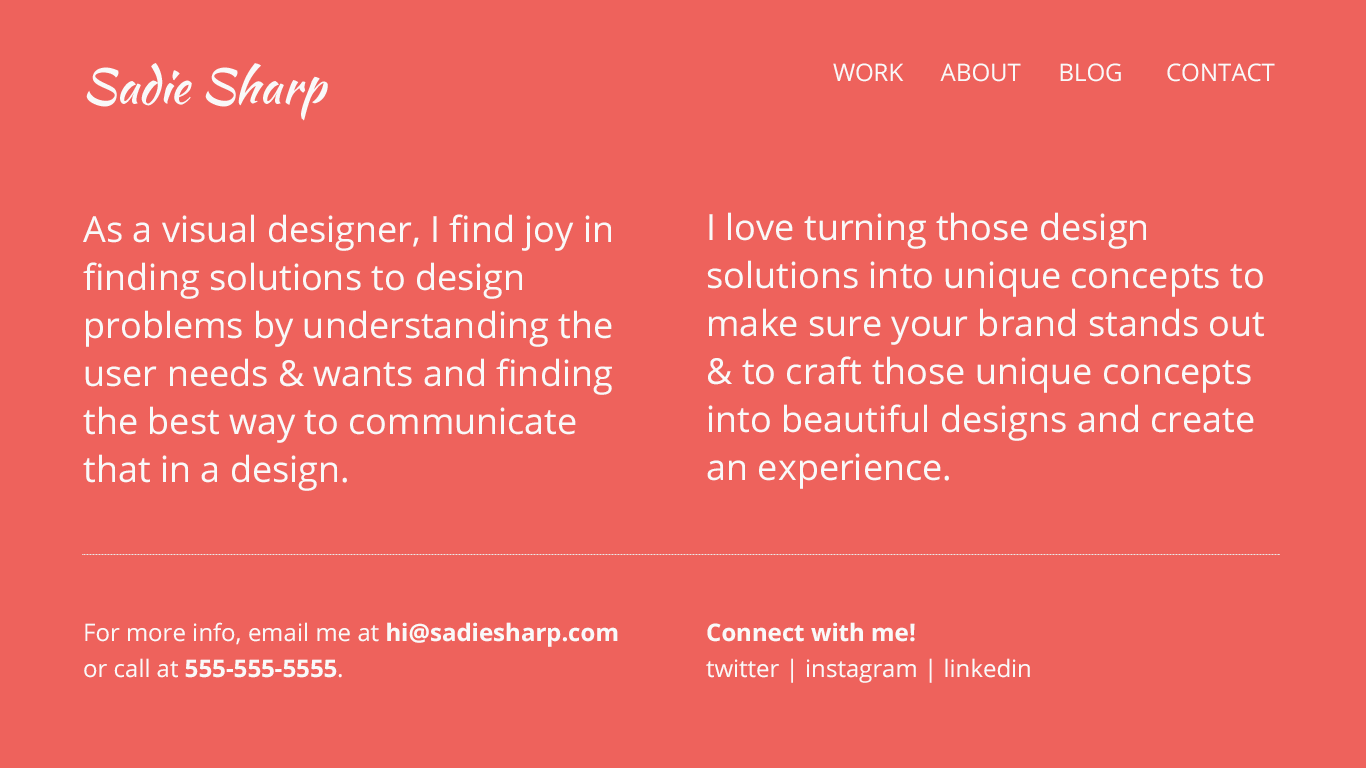 Sadie Sharp
WORK ABOUT BLOG CONTACT
As a visual designer, I find joy in
finding solutions to design
problems by understanding the
user needs & wants and finding
the best way to communicate
that in a design.
I love turning those design
solutions into unique concepts to
make sure your brand stands out
& to craft those unique concepts
into beautiful designs and create
an experience.
For more info, email me at hi@sadiesharp.com
or call at 555-555-5555.
Connect with me!
twitter | instagram | linkedin